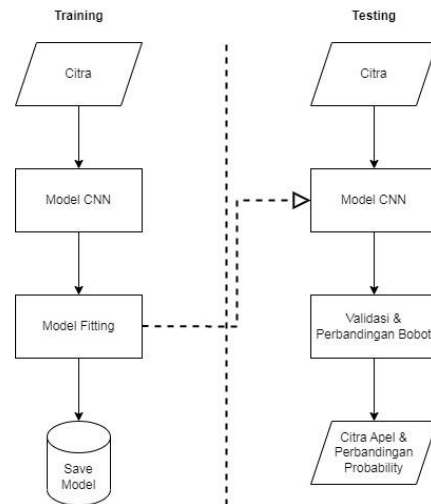 Training
Citra
Model CNN
Model Fitting
Save
Model
Testing
Citra
Model CNN
Validasi &
Perbandingan Bobot
Citra Apel &
Perbandingan
Probability